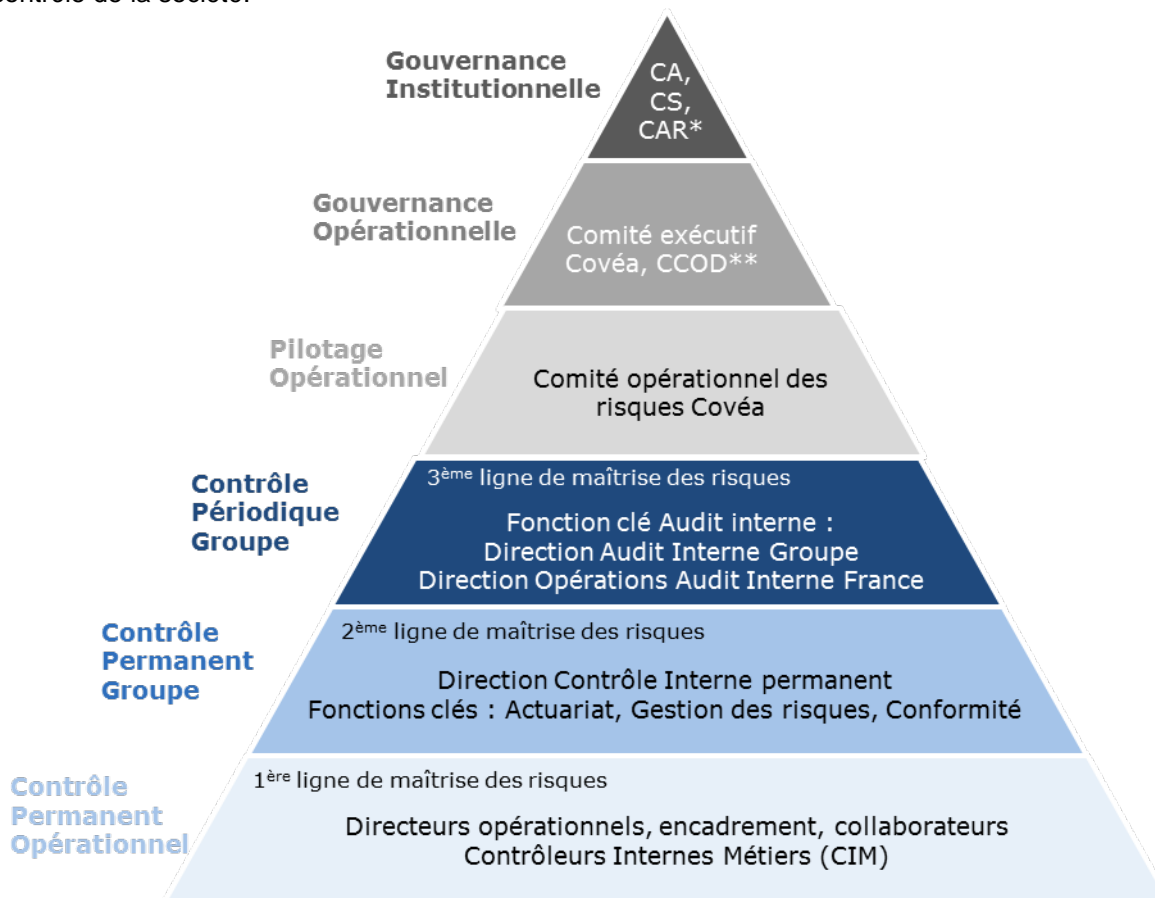 contrôle de la société.
Gouvernance
Institutionnelle
CA,
CS,
CAR*
Gouvernance
Opérationnelle
Comité exécutif
Covéa, CCOD**
Pilotage
Opérationnel
Comité opérationnel des
risques Covéa
Contrôle
Périodique
Groupe
3ème ligne de maîtrise des risques
Fonction clé Audit interne :
Direction Audit Interne Groupe
Direction Opérations Audit Interne France
Contrôle
Permanent
Groupe
2ème ligne de maîtrise des risques
Direction Contrôle Interne permanent
Fonctions clés : Actuariat, Gestion des risques, Conformité
Contrôle
Permanent
Opérationnel
1ère ligne de maîtrise des risques
Directeurs opérationnels, encadrement, collaborateurs
Contrôleurs Internes Métiers (CIM)